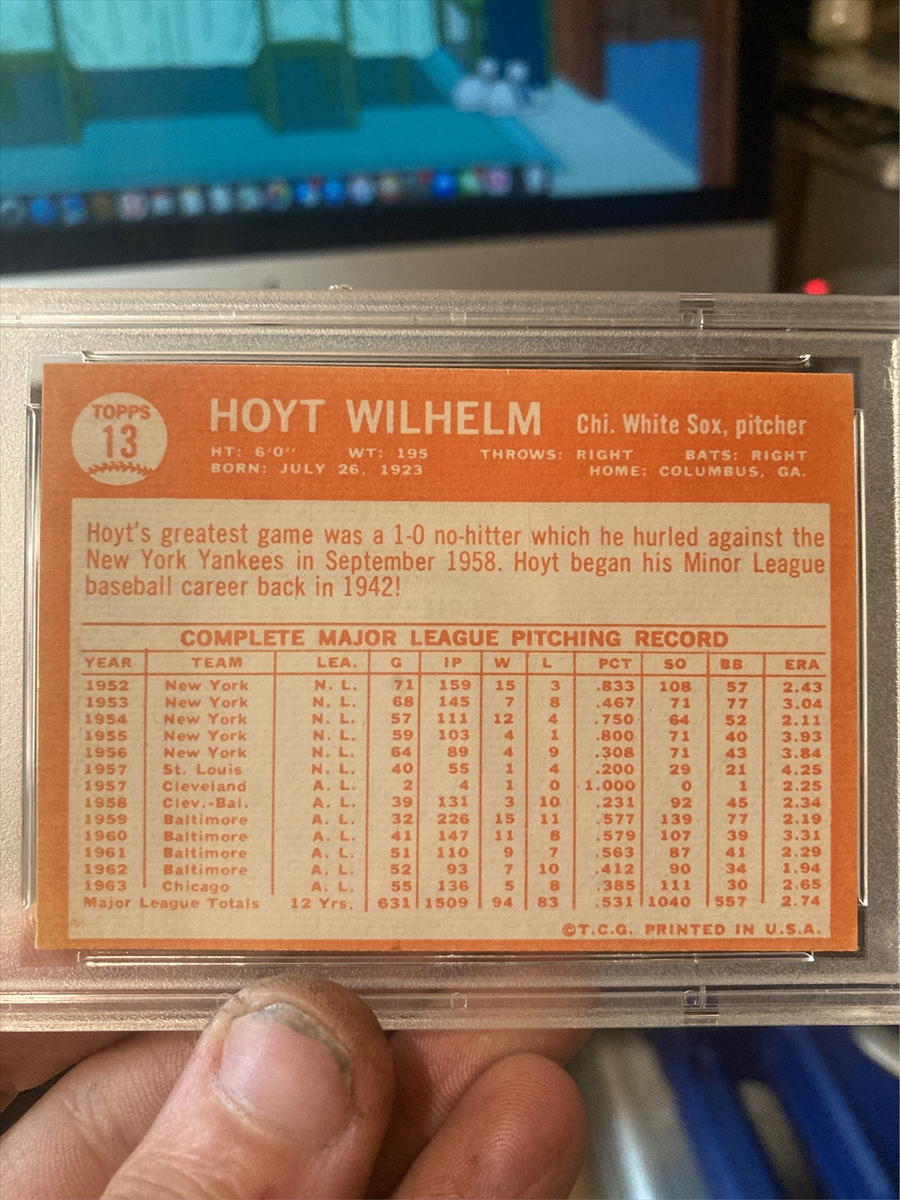 TOPPS
13
HOYT WILHELM Chi. White Sox, pitcher
HT: 6'0" WT: 195 THROWS: RIGHT BATS: RIGHT
BORN: JULY 26, 1923 HOME: COLUMBUS, GA.
Hoyt's greatest game was a 1-0 no-hitter which he hurled against the
New York Yankees in September 1958. Hoyt began his Minor League
baseball career back in 1942!
COMPLETE MAJOR LEAGUE PITCHING RECORD
YEAR TEAM LEA. G IP W L PCT SO BB ERA
1952 New York N. L. 71 159 15 3 .833 108 57 2.43
1953 New York N. L. 68 145 7 8 .467 71 77 3.04
1954 New York N. L. 57 111 12 4 .750 64 52 2.11
1955 New York N. L. 59 103 4 1 .800 71 40 3.93
1956 New York N. L. 64 89 4 9 .308 71 43 3.84
1957 St. Louis N. L. 40 55 1 4 .200 29 21 4.25
1957 Cleveland A. L. 2 4 1 0 1.000 0 1 2.25
1958 Clev.-Bal. A. L. 39 131 3 10 .231 92 45 2.34
1959 Baltimore A. L. 32 226 15 11 .577 139 77 2.19
1960 Baltimore A. L. 41 147 11 8 .579 107 39 3.31
1961 Baltimore A. L. 51 110 9 7 .563 87 41 2.29
1962 Baltimore A. L. 52 93 7 10 .412 90 34 1.94
1963 Chicago A. L. 55 136 5 8 .385 111 30 2.65
Major League Totals 12 Yrs. 631 1509 94 83 .531 1040 557 2.74
©T.C.G. PRINTED IN U.S.A.